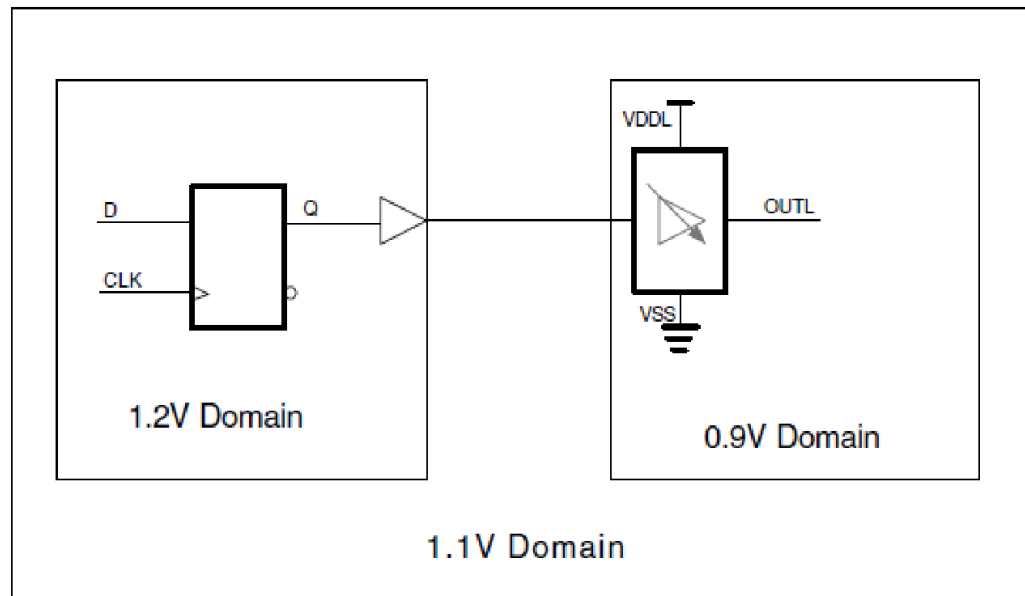 VDDL
D
Q
OUTL
CLK
VSS
1.2V Domain
0.9V Domain
1.1V Domain